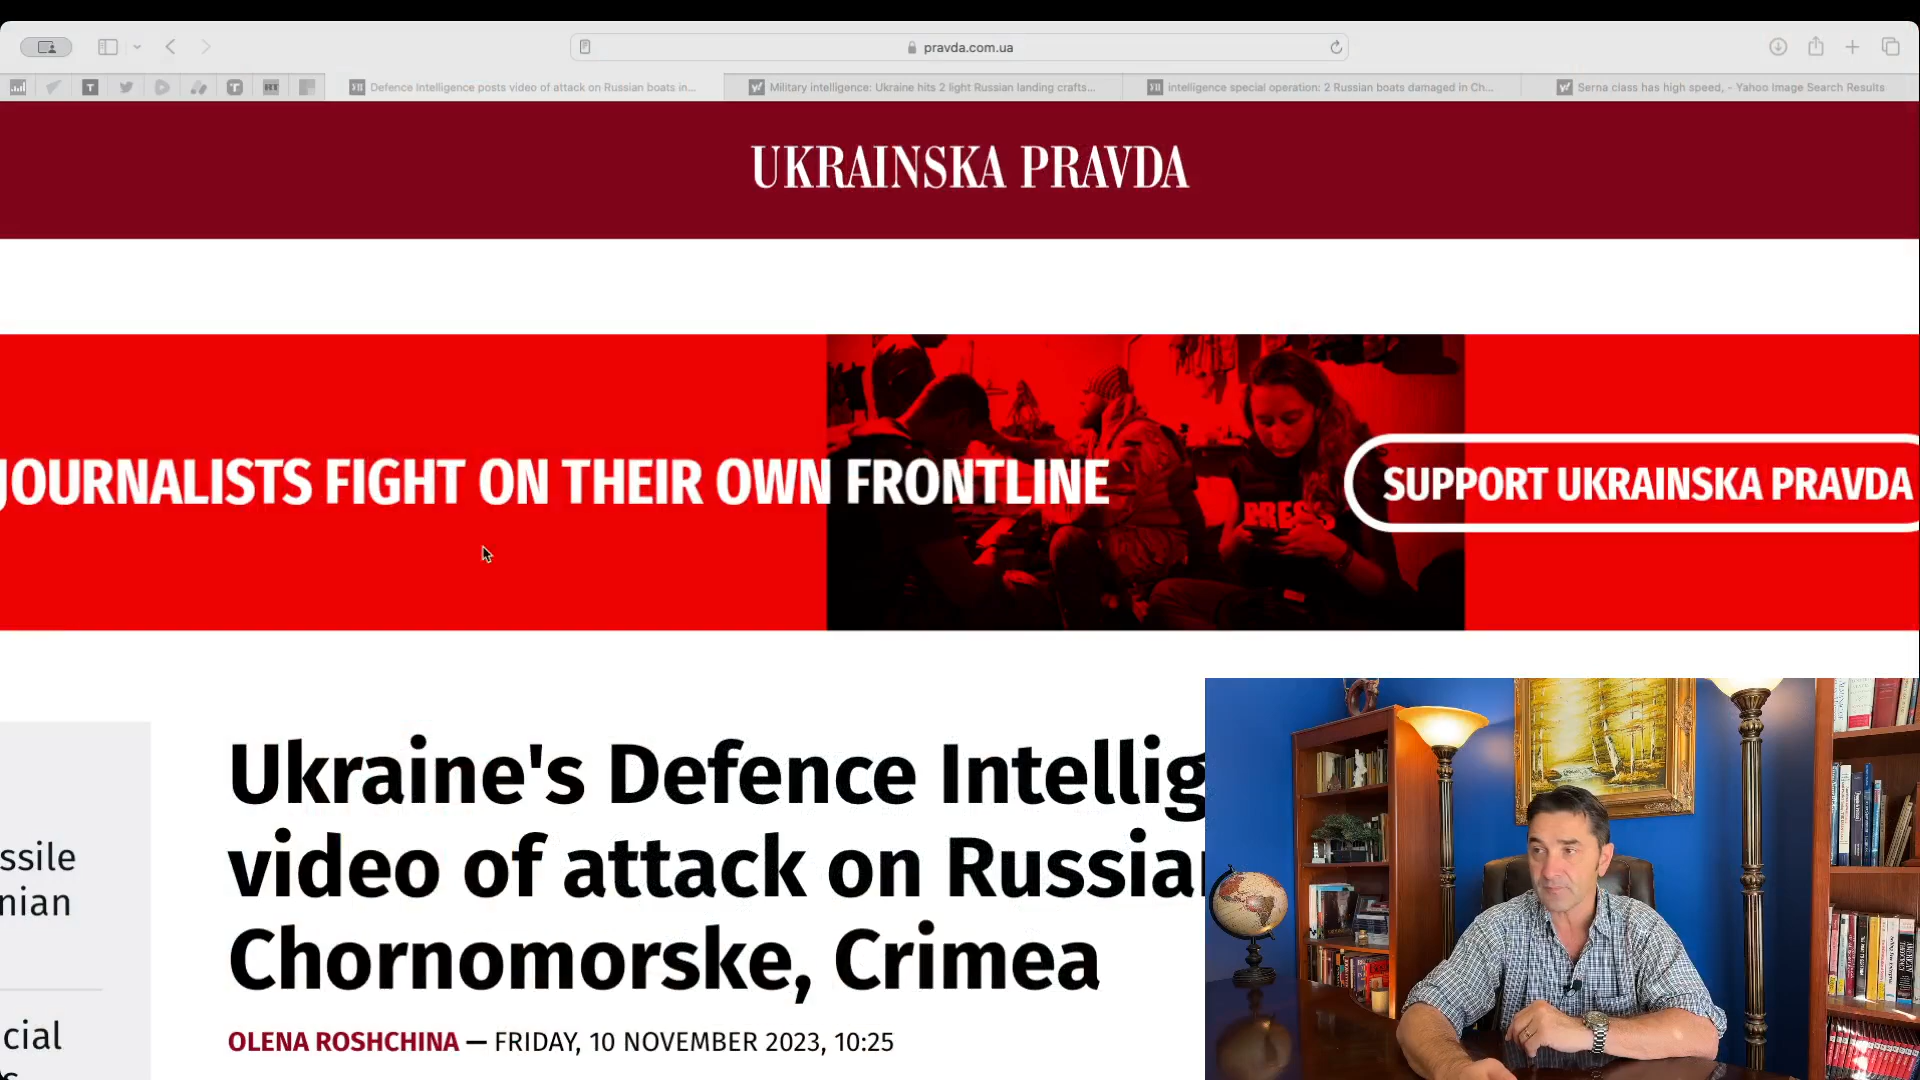 pravda.com.ua
Defence Intelligence posts video of attack on Russian boats in...
Military intelligence: Ukraine hits 2 light Russian landing crafts...
intelligence special operation: 2 Russian boats damaged in Ch...
Serna class has high speed, - Yahoo Image Search Results
UKRAINSKA PRAVDA
JOURNALISTS FIGHT ON THEIR OWN FRONTLINE
SUPPORT UKRAINSKA PRAVDA
PRESS
Ukraine's Defence Intellig
video of attack on Russia
Chornomorske, Crimea
OLENA ROSHCHINA — FRIDAY, 10 NOVEMBER 2023, 10:25
ssile
nian
cial